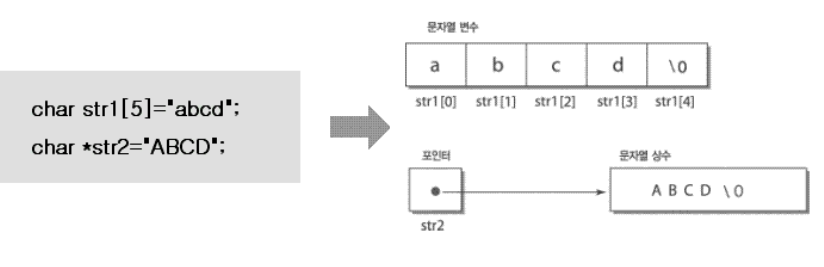 char str1[5]="abcd";
char *str2="ABCD";
문자열 변수
a b c d \0
str1[0] str1[1] str1[2] str1[3] str1[4]
포인터 문자열 상수
A B C D \0
str2